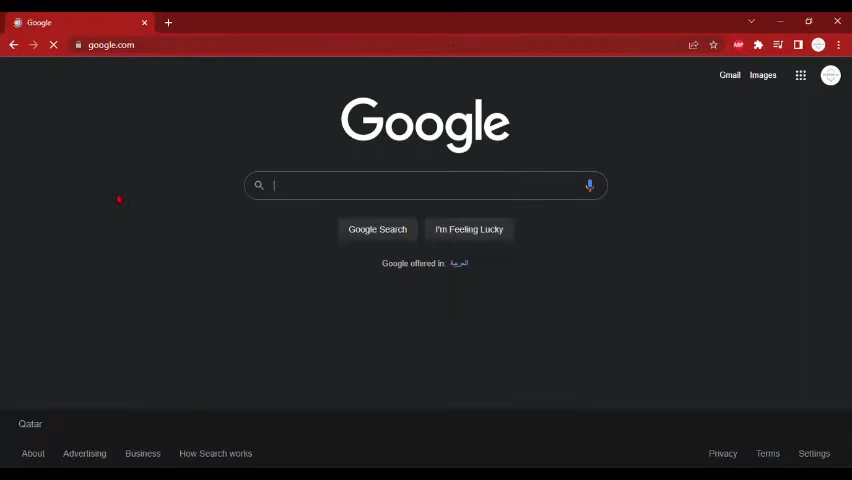 Google
google.com
ABP
Gmail Images
Google
Google Search I'm Feeling Lucky
Google offered in: العربية
Qatar
About Advertising Business How Search works Privacy Terms Settings